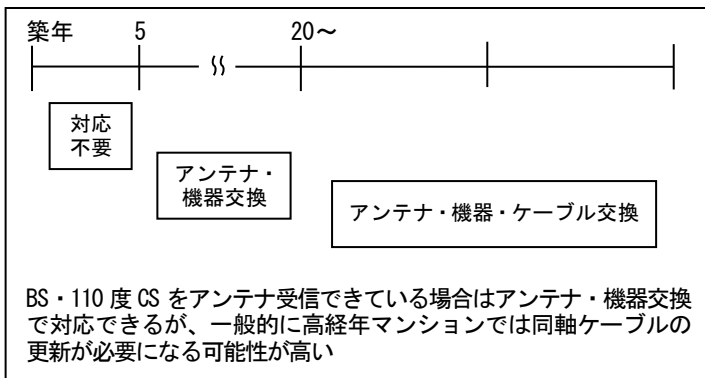 築年 5 20～
対応
不要
アンテナ・
機器交換
アンテナ・機器・ケーブル交換
BS・110度CSをアンテナ受信できている場合はアンテナ・機器交換
で対応できるが、一般的に高経年マンションでは同軸ケーブルの
更新が必要になる可能性が高い